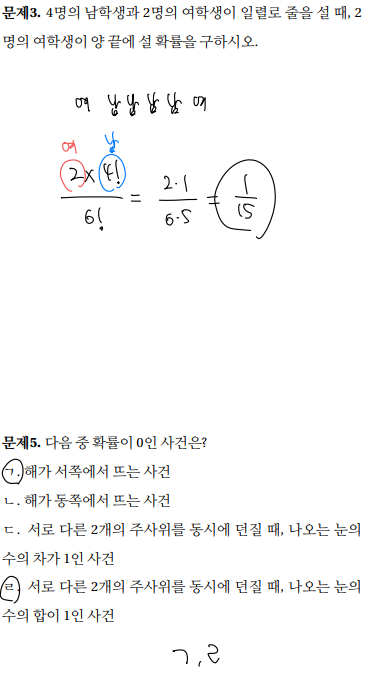 문제3. 4명의 남학생과 2명의 여학생이 일렬로 줄을 설 때, 2
명의 여학생이 양 끝에 설 확률을 구하시오.
여 남 남 남 남 여
여 남
2×4!/6! = 2·1/6·5 = 1/15
문제5. 다음 중 확률이 0인 사건은?
ㄱ. 해가 서쪽에서 뜨는 사건
ㄴ. 해가 동쪽에서 뜨는 사건
ㄷ. 서로 다른 2개의 주사위를 동시에 던질 때, 나오는 눈의
수의 차가 1인 사건
ㄹ. 서로 다른 2개의 주사위를 동시에 던질 때, 나오는 눈의
수의 합이 1인 사건
ㄱ, ㄹ